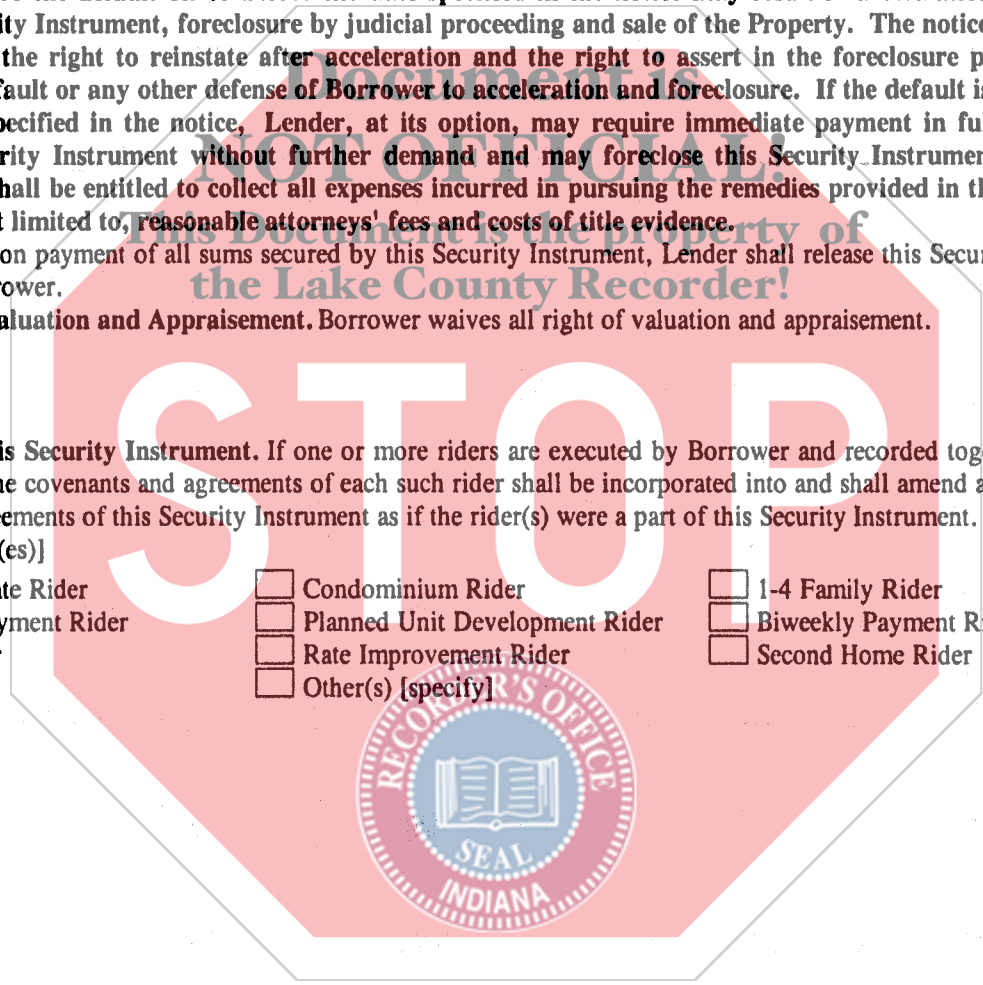 ity Instrument, foreclosure by judicial proceeding and sale of the Property. The notice
the right to reinstate after acceleration and the right to assert in the foreclosure p
fault or any other defense of Borrower to acceleration and foreclosure. If the default is
pecified in the notice, Lender, at its option, may require immediate payment in ful
rity Instrument without further demand and may foreclose this Security Instrumen
hall be entitled to collect all expenses incurred in pursuing the remedies provided in th
t limited to, reasonable attorneys' fees and costs of title evidence.
on payment of all sums secured by this Security Instrument, Lender shall release this Secur
rower.
aluation and Appraisement. Borrower waives all right of valuation and appraisement.
is Security Instrument. If one or more riders are executed by Borrower and recorded toge
he covenants and agreements of each such rider shall be incorporated into and shall amend a
eements of this Security Instrument as if the rider(s) were a part of this Security Instrument.
(es)]
te Rider Condominium Rider 1-4 Family Rider
yment Rider Planned Unit Development Rider Biweekly Payment R
Rate Improvement Rider Second Home Rider
Other(s) [specify]
Document is
NOT OFFICIAL!
This Document is the property of
the Lake County Recorder!
STOP
RECORDER'S OFFICE
SEAL
INDIANA